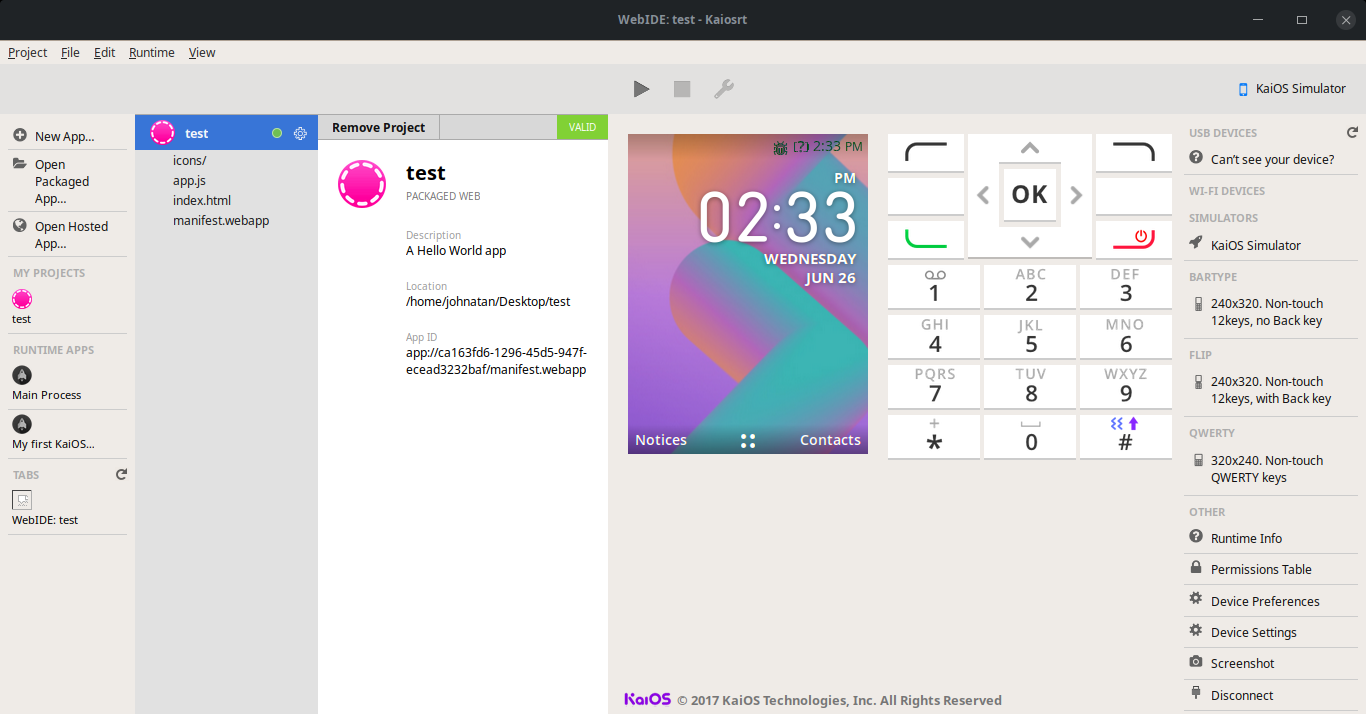 WebIDE: test - Kaiosrt
Project File Edit Runtime View
KaiOS Simulator
New App...
Open
Packaged
App...
Open Hosted
App...
MY PROJECTS
test
RUNTIME APPS
Main Process
My first KaiOS...
TABS
WebIDE: test
test
icons/
app.js
index.html
manifest.webapp
Remove Project
VALID
test
PACKAGED WEB
Description
A Hello World app
Location
/home/johnatan/Desktop/test
App ID
app://ca163fd6-1296-45d5-947f-
ecead3232baf/manifest.webapp
[?] 2:33 PM
PM
02:33
WEDNESDAY
JUN 26
Notices Contacts
OK
1
ABC
2
DEF
3
GHI
4
JKL
5
MNO
6
PQRS
7
TUV
8
WXYZ
9
+
*
0
#
KaiOS © 2017 KaiOS Technologies, Inc. All Rights Reserved
USB DEVICES
Can't see your device?
WI-FI DEVICES
SIMULATORS
KaiOS Simulator
BARTYPE
240x320. Non-touch
12keys, no Back key
FLIP
240x320. Non-touch
12keys, with Back key
QWERTY
320x240. Non-touch
QWERTY keys
OTHER
Runtime Info
Permissions Table
Device Preferences
Device Settings
Screenshot
Disconnect